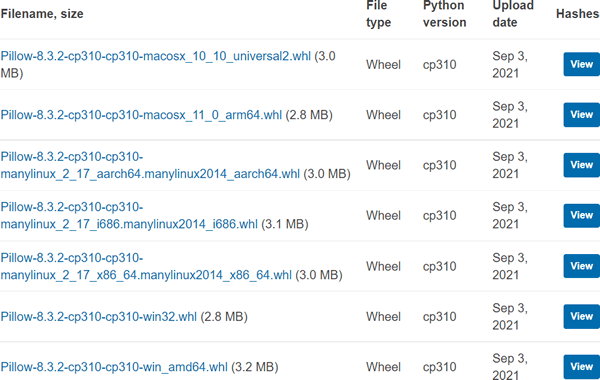 Filename, size
File
type
Python
version
Upload
date
Hashes
Pillow-8.3.2-cp310-cp310-macosx_10_10_universal2.whl (3.0
MB)
Wheel
cp310
Sep 3,
2021
View
Pillow-8.3.2-cp310-cp310-macosx_11_0_arm64.whl (2.8 MB)
Wheel
cp310
Sep 3,
2021
View
Pillow-8.3.2-cp310-cp310-
manylinux_2_17_aarch64.manylinux2014_aarch64.whl (3.0 MB)
Wheel
cp310
Sep 3,
2021
View
Pillow-8.3.2-cp310-cp310-
manylinux_2_17_i686.manylinux2014_i686.whl (3.1 MB)
Wheel
cp310
Sep 3,
2021
View
Pillow-8.3.2-cp310-cp310-
manylinux_2_17_x86_64.manylinux2014_x86_64.whl (3.0 MB)
Wheel
cp310
Sep 3,
2021
View
Pillow-8.3.2-cp310-cp310-win32.whl (2.8 MB)
Wheel
cp310
Sep 3,
2021
View
Pillow-8.3.2-cp310-cp310-win_amd64.whl (3.2 MB)
Wheel
cp310
Sep 3,
2021
View